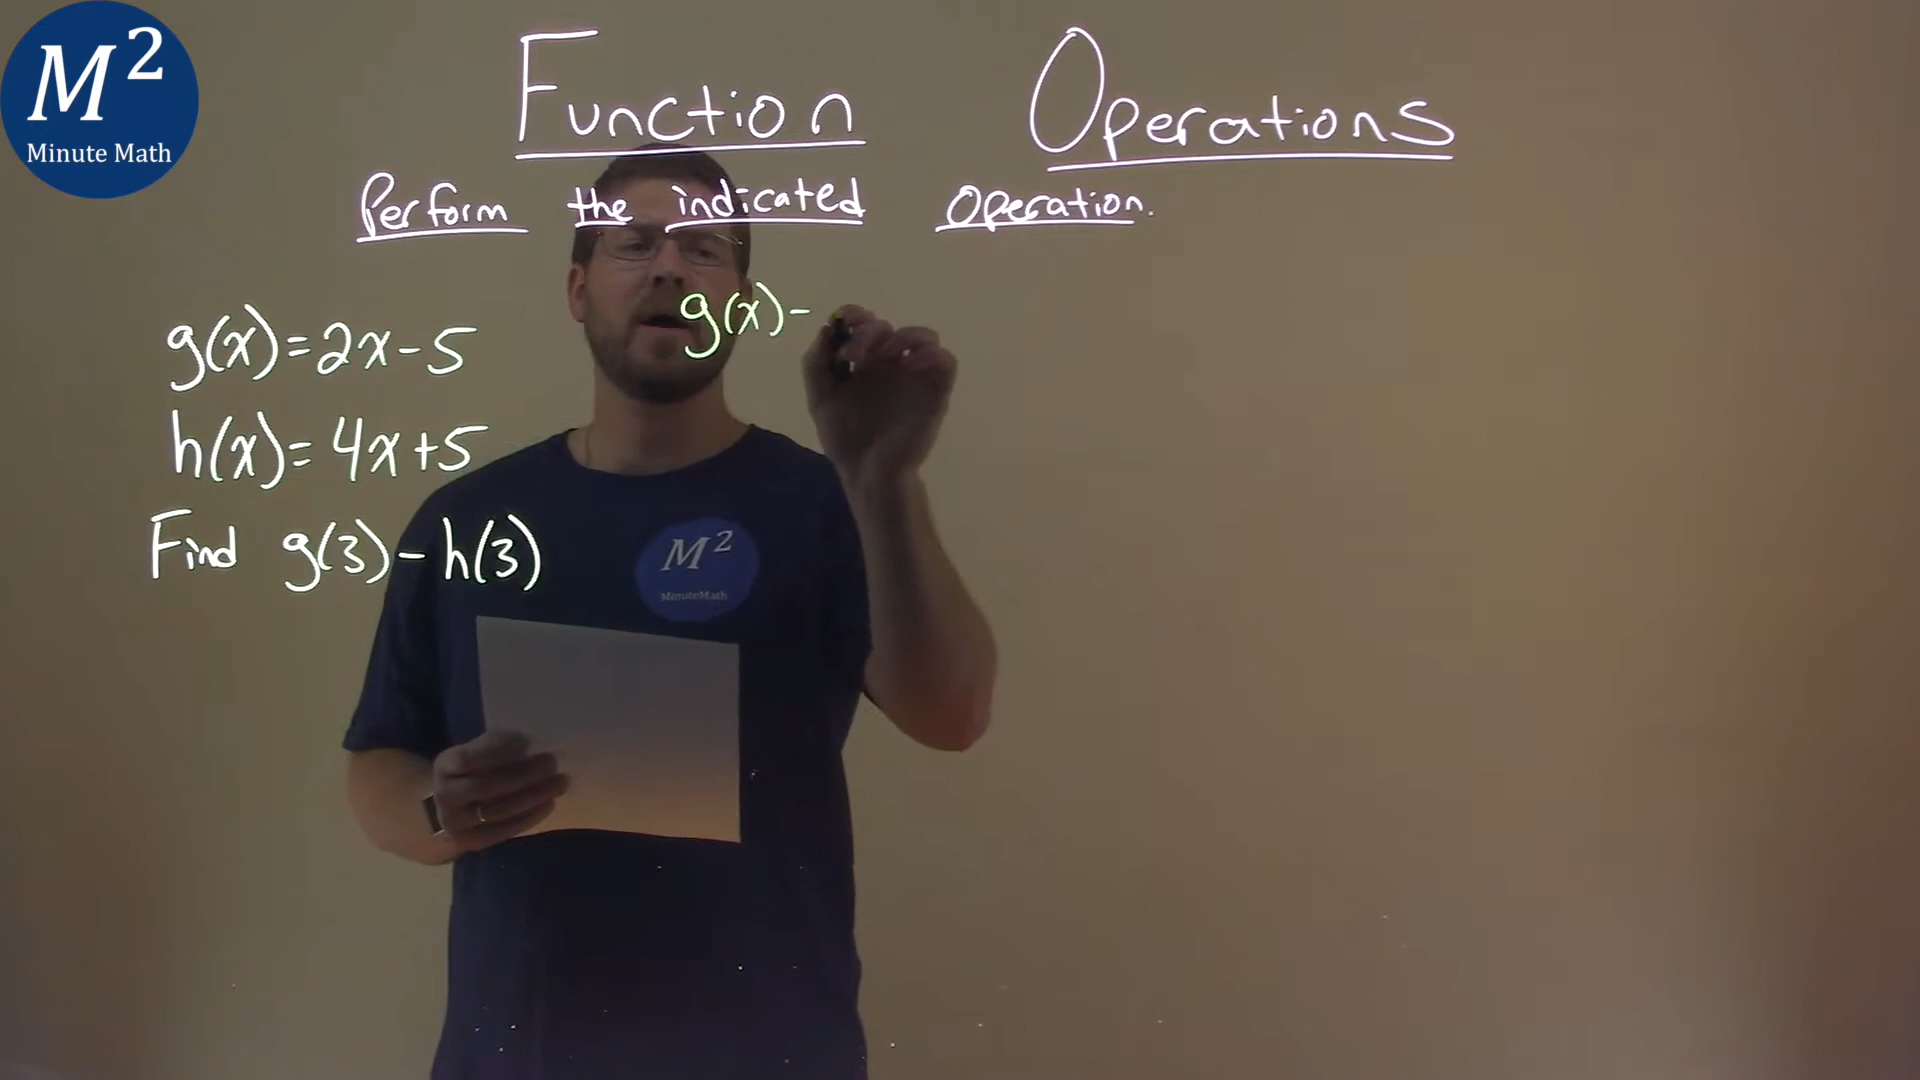 M²
Minute Math
Function Operations
Perform the indicated operation.
g(x)=2x-5
h(x)=4x+5
Find g(3)-h(3)
g(x)-
M²
MinuteMath